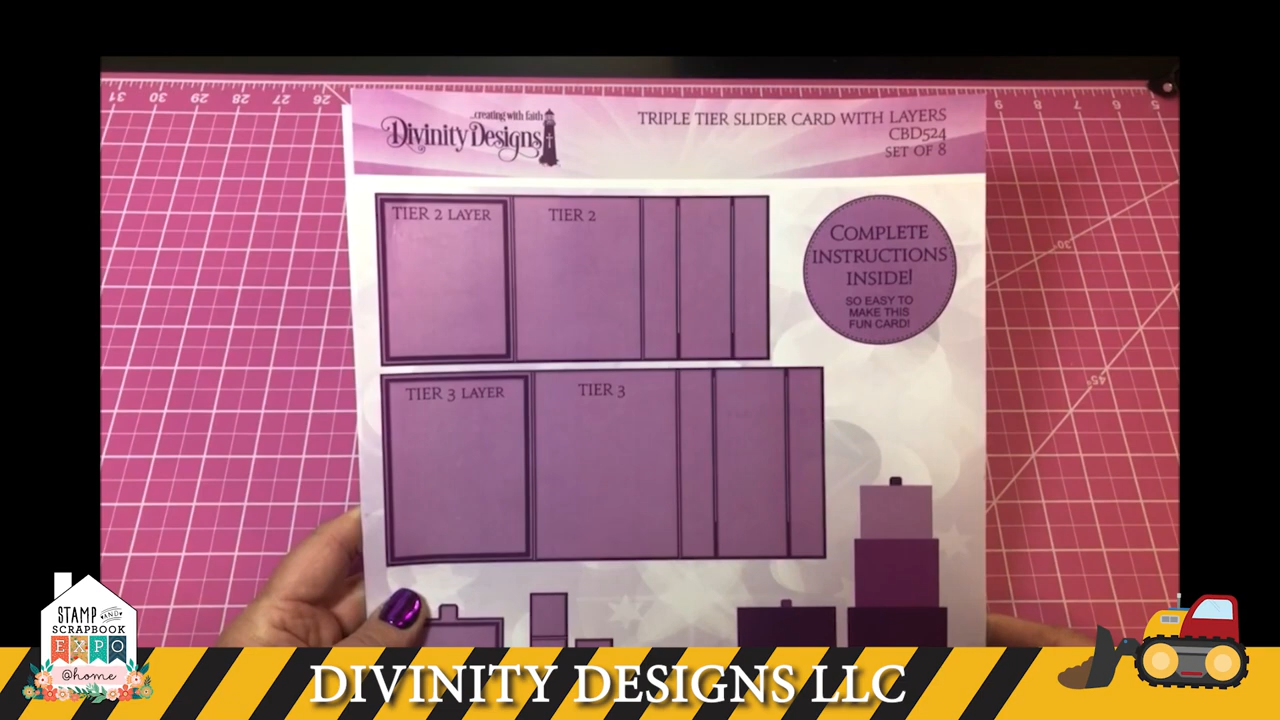 31 30 29 28 27 26
9 8 7 6 5
30°
45°
...creating with faith
Divinity Designs
TRIPLE TIER SLIDER CARD WITH LAYERS
CBD524
SET OF 8
TIER 2 LAYER
TIER 2
COMPLETE
INSTRUCTIONS
INSIDE!
SO EASY TO
MAKE THIS
FUN CARD!
TIER 3 LAYER
TIER 3
STAMP AND
SCRAPBOOK
EXPO
@home
DIVINITY DESIGNS LLC